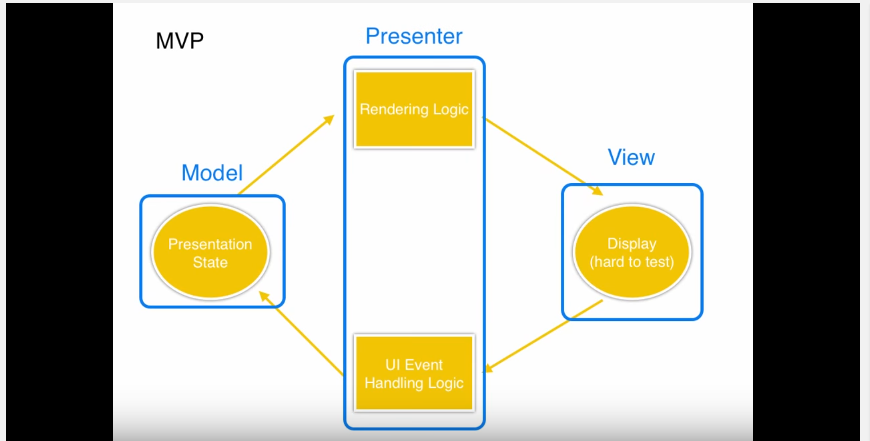 MVP
Presenter
Rendering Logic
View
Model
Presentation
State
Display
(hard to test)
UI Event
Handling Logic